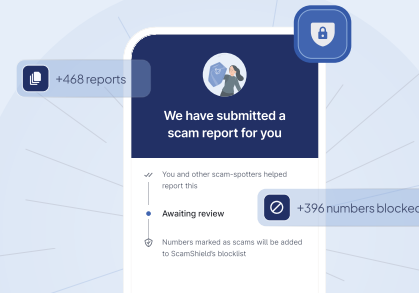 +468 reports
We have submitted a
scam report for you
You and other scam-spotters helped
report this
Awaiting review
+396 numbers blocked
Numbers marked as scams will be added
to ScamShield's blocklist